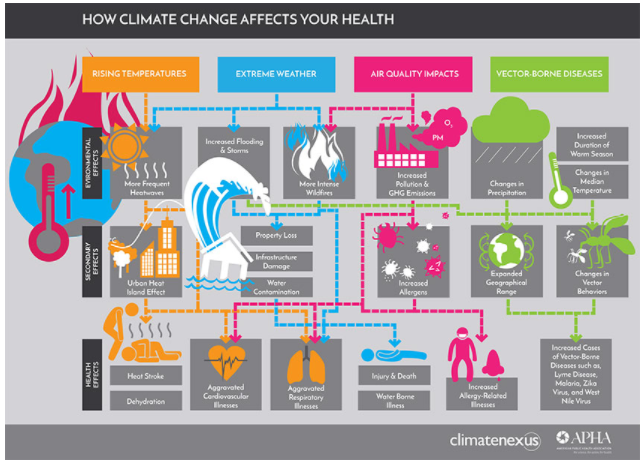 HOW CLIMATE CHANGE AFFECTS YOUR HEALTH
RISING TEMPERATURES
EXTREME WEATHER
AIR QUALITY IMPACTS
VECTOR-BORNE DISEASES
EVIRONMENTAL
EFFECTS
More Frequent
Heatwaves
Increased Flooding
& Storms
More Intense
Wildfires
O₃
PM
Increased
Pollution &
GHG Emissions
Changes in
Precipitation
Increased
Duration of
Warm Season
Changes in
Median
Temperature
SECONDARY
EFFECTS
Urban Heat
Island Effect
Property Loss
Infrastructure
Damage
Water
Contamination
Increased
Allergens
Expanded
Geographical
Range
Changes in
Vector
Behaviors
HEALTH
EFFECTS
Heat Stroke
Dehydration
Aggravated
Cardiovascular
Illnesses
Aggravated
Respiratory
Illnesses
Injury & Death
Water Borne
Illness
Increased
Allergy-Related
Illnesses
Increased Cases
of Vector-Borne
Diseases such as,
Lyme Disease,
Malaria, Zika
Virus, and West
Nile Virus
climatenexus
APHA